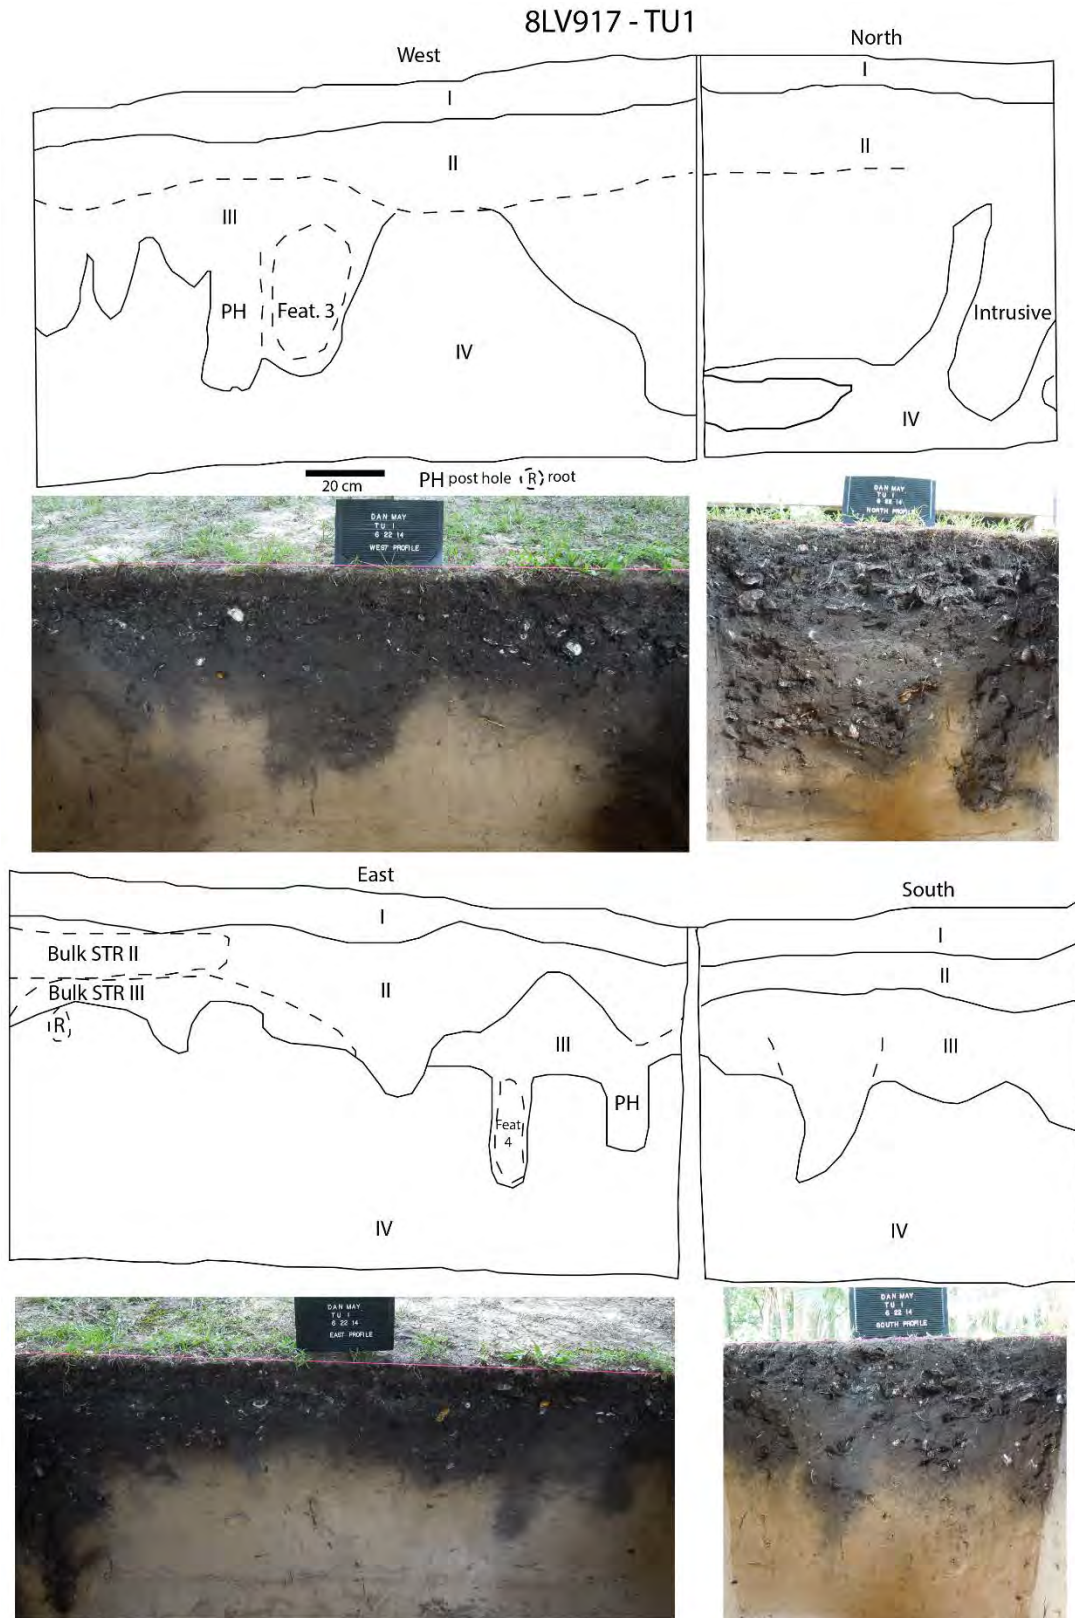 8LV917 - TU1
West
North
I
I
II
II
III
PH
Feat. 3
Intrusive
IV
IV
20 cm
PH post hole R root
DAN MAY
TU 1
6 22 14
WEST PROFILE
DAN MAY
TU 1
6 22 14
NORTH PROFILE
East
South
I
I
Bulk STR II
II
II
Bulk STR III
R
III
III
PH
Feat.
4
IV
IV
DAN MAY
TU 1
6 22 14
EAST PROFILE
DAN MAY
TU 1
6 22 14
SOUTH PROFILE